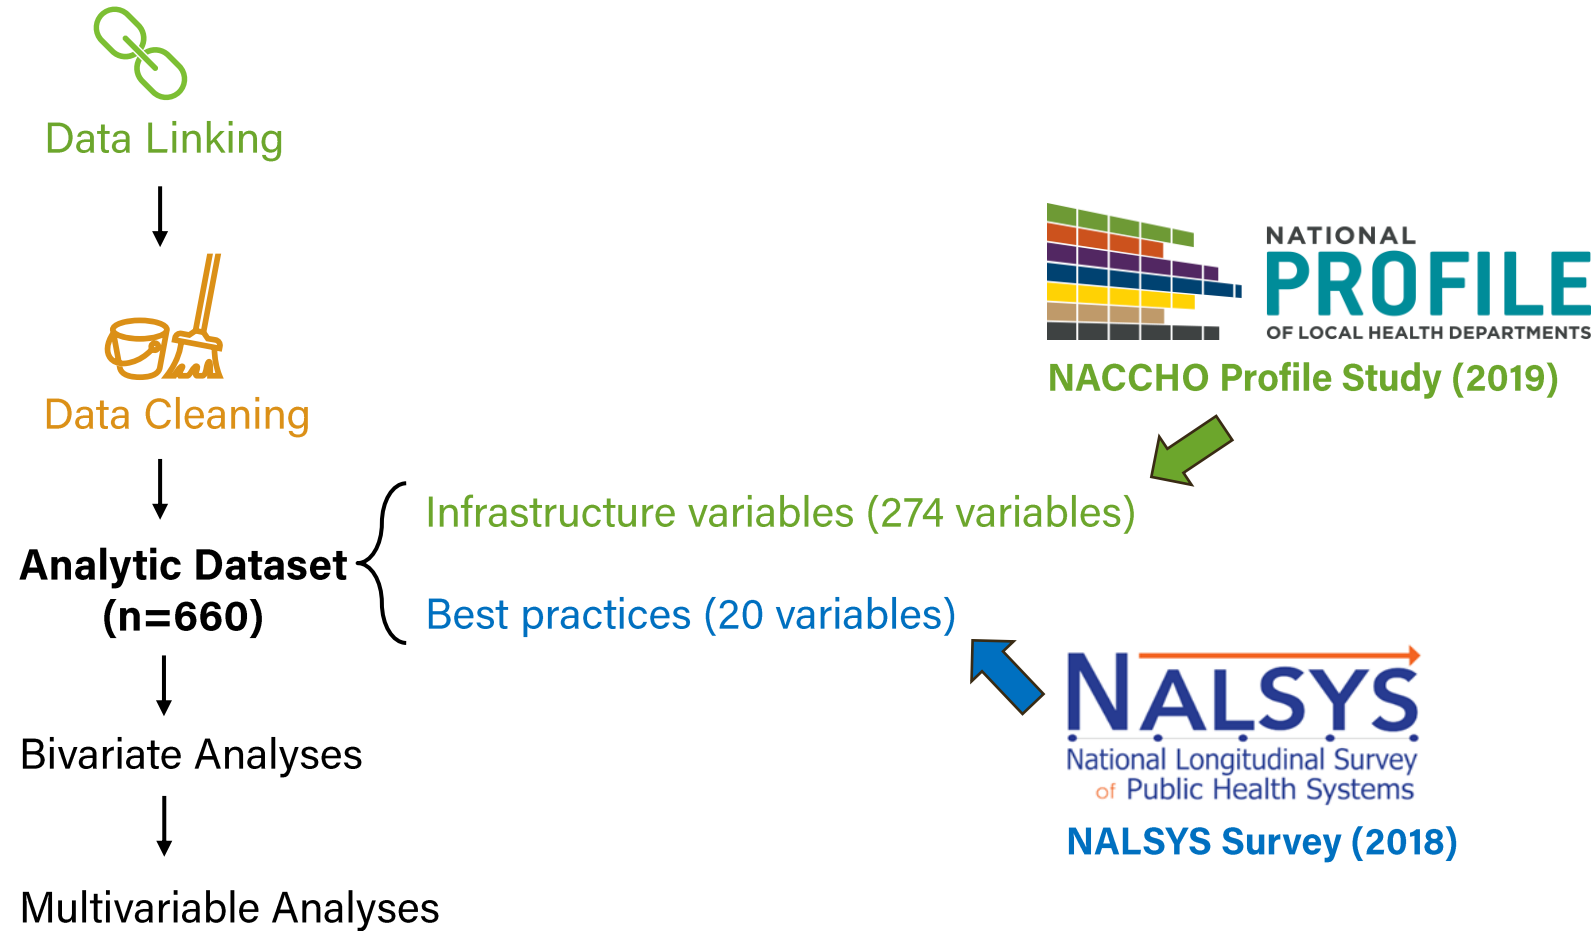 Data Linking
Data Cleaning
Analytic Dataset
(n=660)
Bivariate Analyses
Multivariable Analyses
Infrastructure variables (274 variables)
Best practices (20 variables)
NATIONAL
PROFILE
OF LOCAL HEALTH DEPARTMENTS
NACCHO Profile Study (2019)
NALSYS
National Longitudinal Survey
of Public Health Systems
NALSYS Survey (2018)